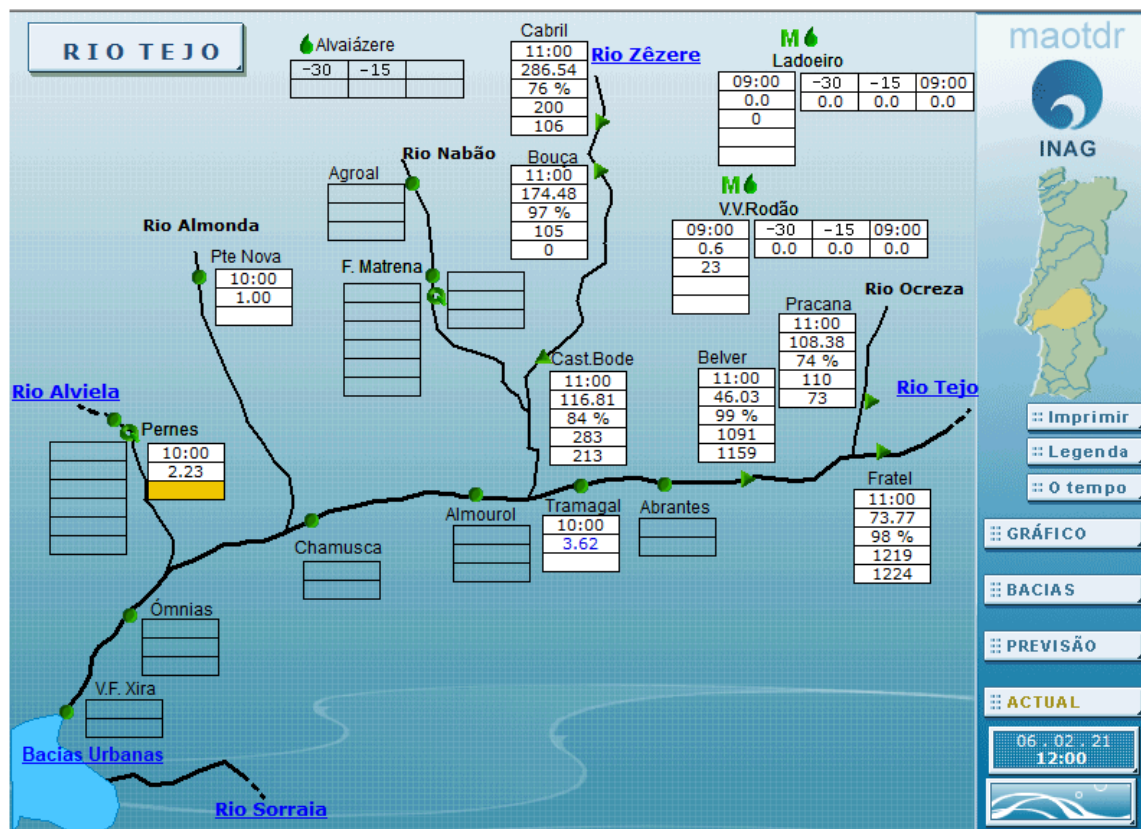 RIO TEJO
Alvaiázere
-30 -15
Cabril
11:00
286.54
76 %
200
106
Rio Zêzere
M
Ladoeiro
09:00
0.0
0
-30 -15 09:00
0.0 0.0 0.0
maotdr
INAG
Rio Nabão
Agroal
Bouça
11:00
174.48
97 %
105
0
M
V.V.Rodão
09:00
0.6
23
-30 -15 09:00
0.0 0.0 0.0
Rio Almonda
Pte Nova
10:00
1.00
F. Matrena
Rio Ocreza
Pracana
11:00
108.38
74 %
110
73
Cast.Bode
11:00
116.81
84 %
283
213
Belver
11:00
46.03
99 %
1091
1159
Rio Tejo
Rio Alviela
Pernes
10:00
2.23
Fratel
11:00
73.77
98 %
1219
1224
Almourol
Tramagal
10:00
3.62
Abrantes
Chamusca
Ómnias
V.F. Xira
Bacias Urbanas
Rio Sorraia
Imprimir
Legenda
O tempo
GRÁFICO
BACIAS
PREVISÃO
ACTUAL
06 . 02 . 21
12:00